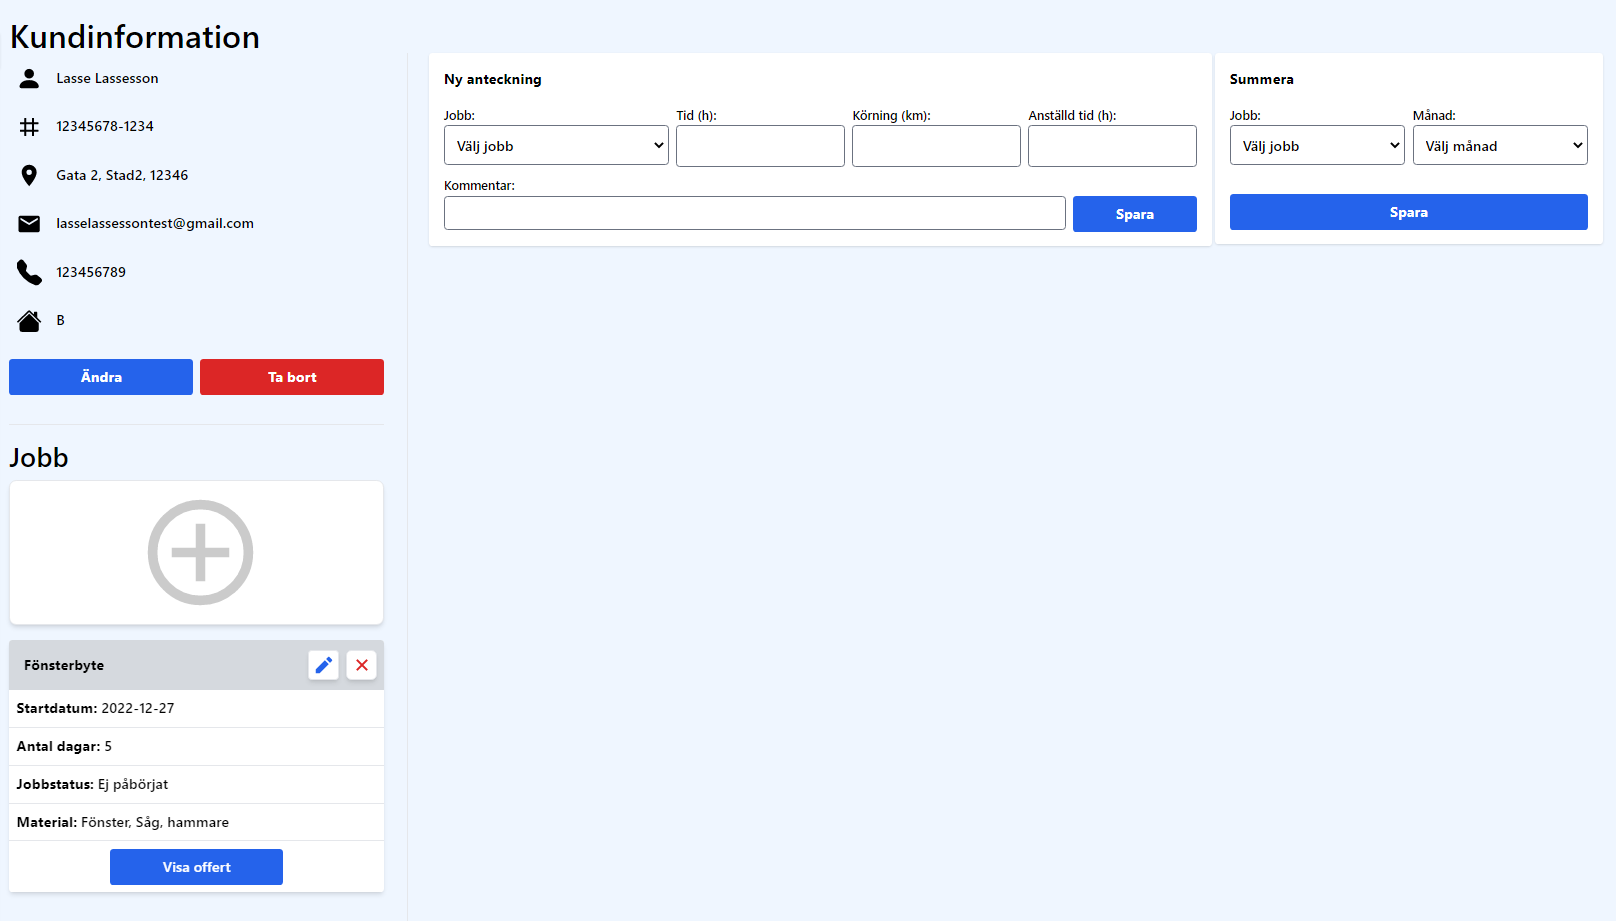 Kundinformation
Lasse Lassesson
12345678-1234
Gata 2, Stad2, 12346
lasselassessontest@gmail.com
123456789
B
Ändra
Ta bort
Jobb
Fönsterbyte
Startdatum: 2022-12-27
Antal dagar: 5
Jobbstatus: Ej påbörjat
Material: Fönster, Såg, hammare
Visa offert
Ny anteckning
Jobb:
Tid (h):
Körning (km):
Anställd tid (h):
Välj jobb
Kommentar:
Spara
Summera
Jobb:
Månad:
Välj jobb
Välj månad
Spara